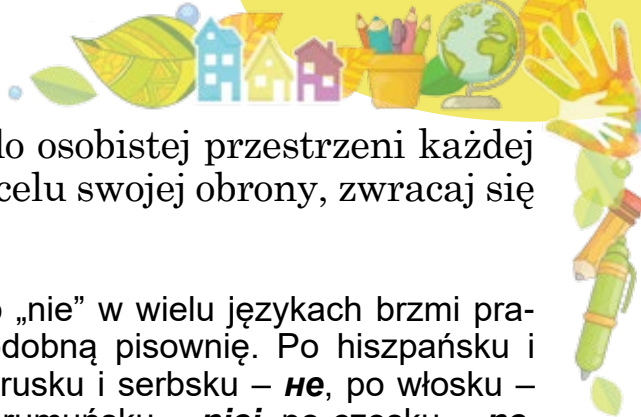 lo osobistej przestrzeni każdej
celu swojej obrony, zwracaj się
„nie” w wielu językach brzmi pra-
odobną pisownię. Po hiszpańsku i
rusku i serbsku – не, po włosku –